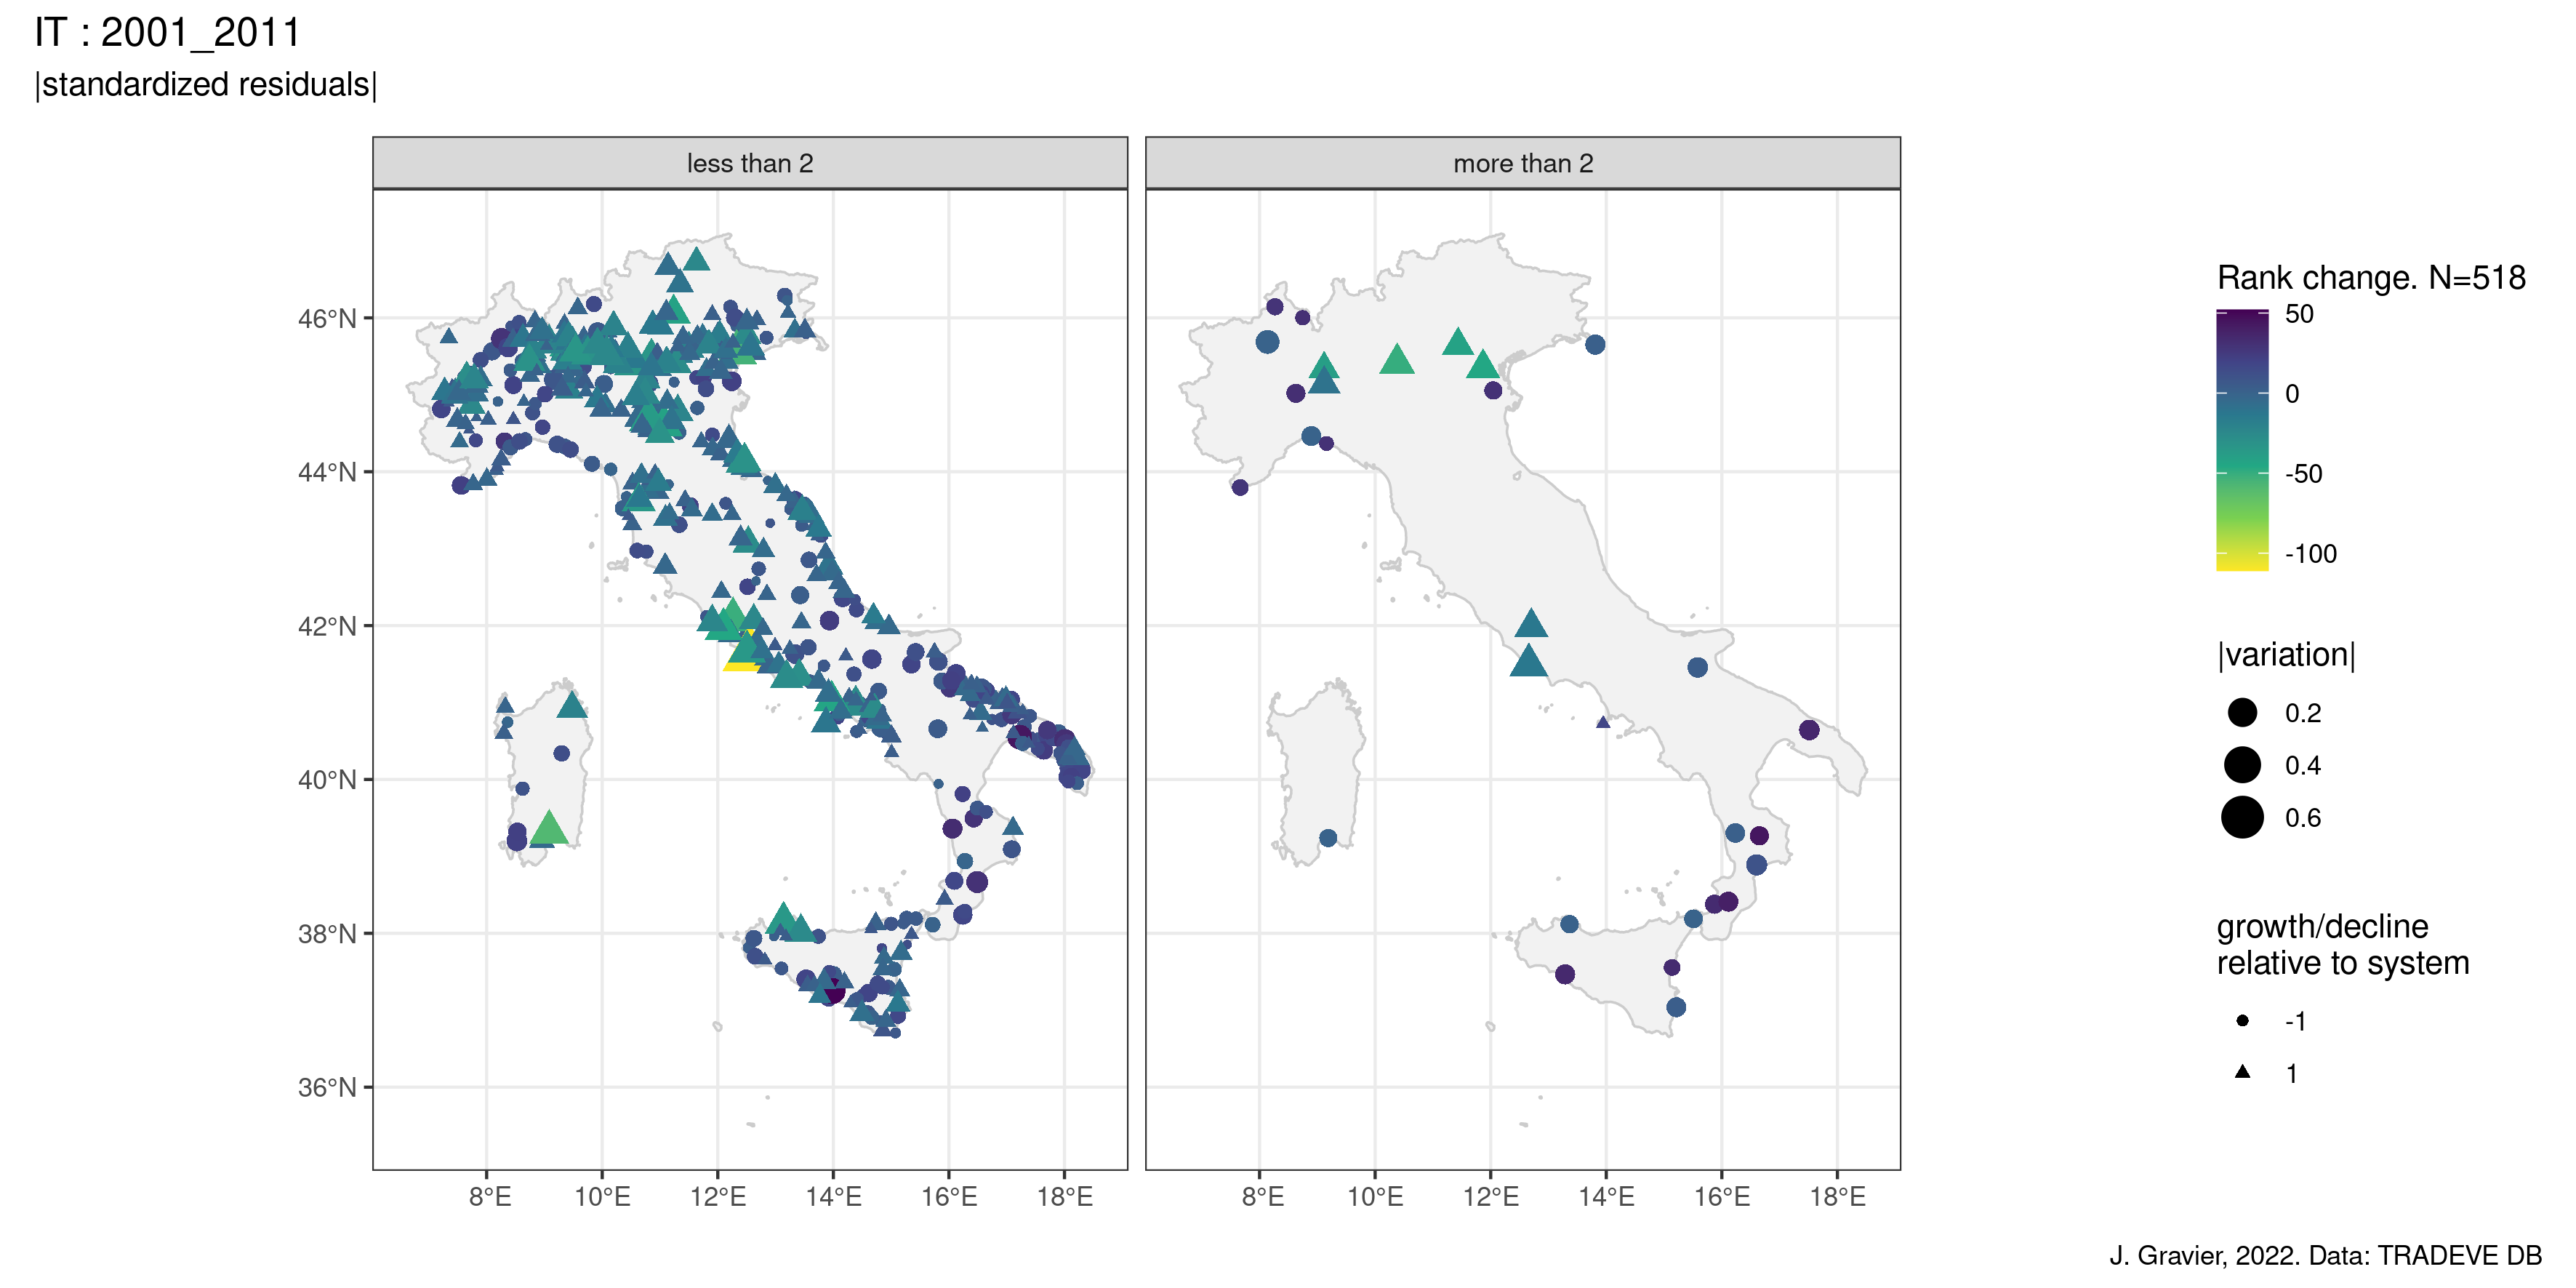 IT : 2001_2011
|standardized residuals|
less than 2
more than 2
46°N
44°N
42°N
40°N
38°N
36°N
8°E 10°E 12°E 14°E 16°E 18°E
8°E 10°E 12°E 14°E 16°E 18°E
Rank change. N=518
50
0
-50
-100
|variation|
0.2
0.4
0.6
growth/decline
relative to system
-1
1
J. Gravier, 2022. Data: TRADEVE DB